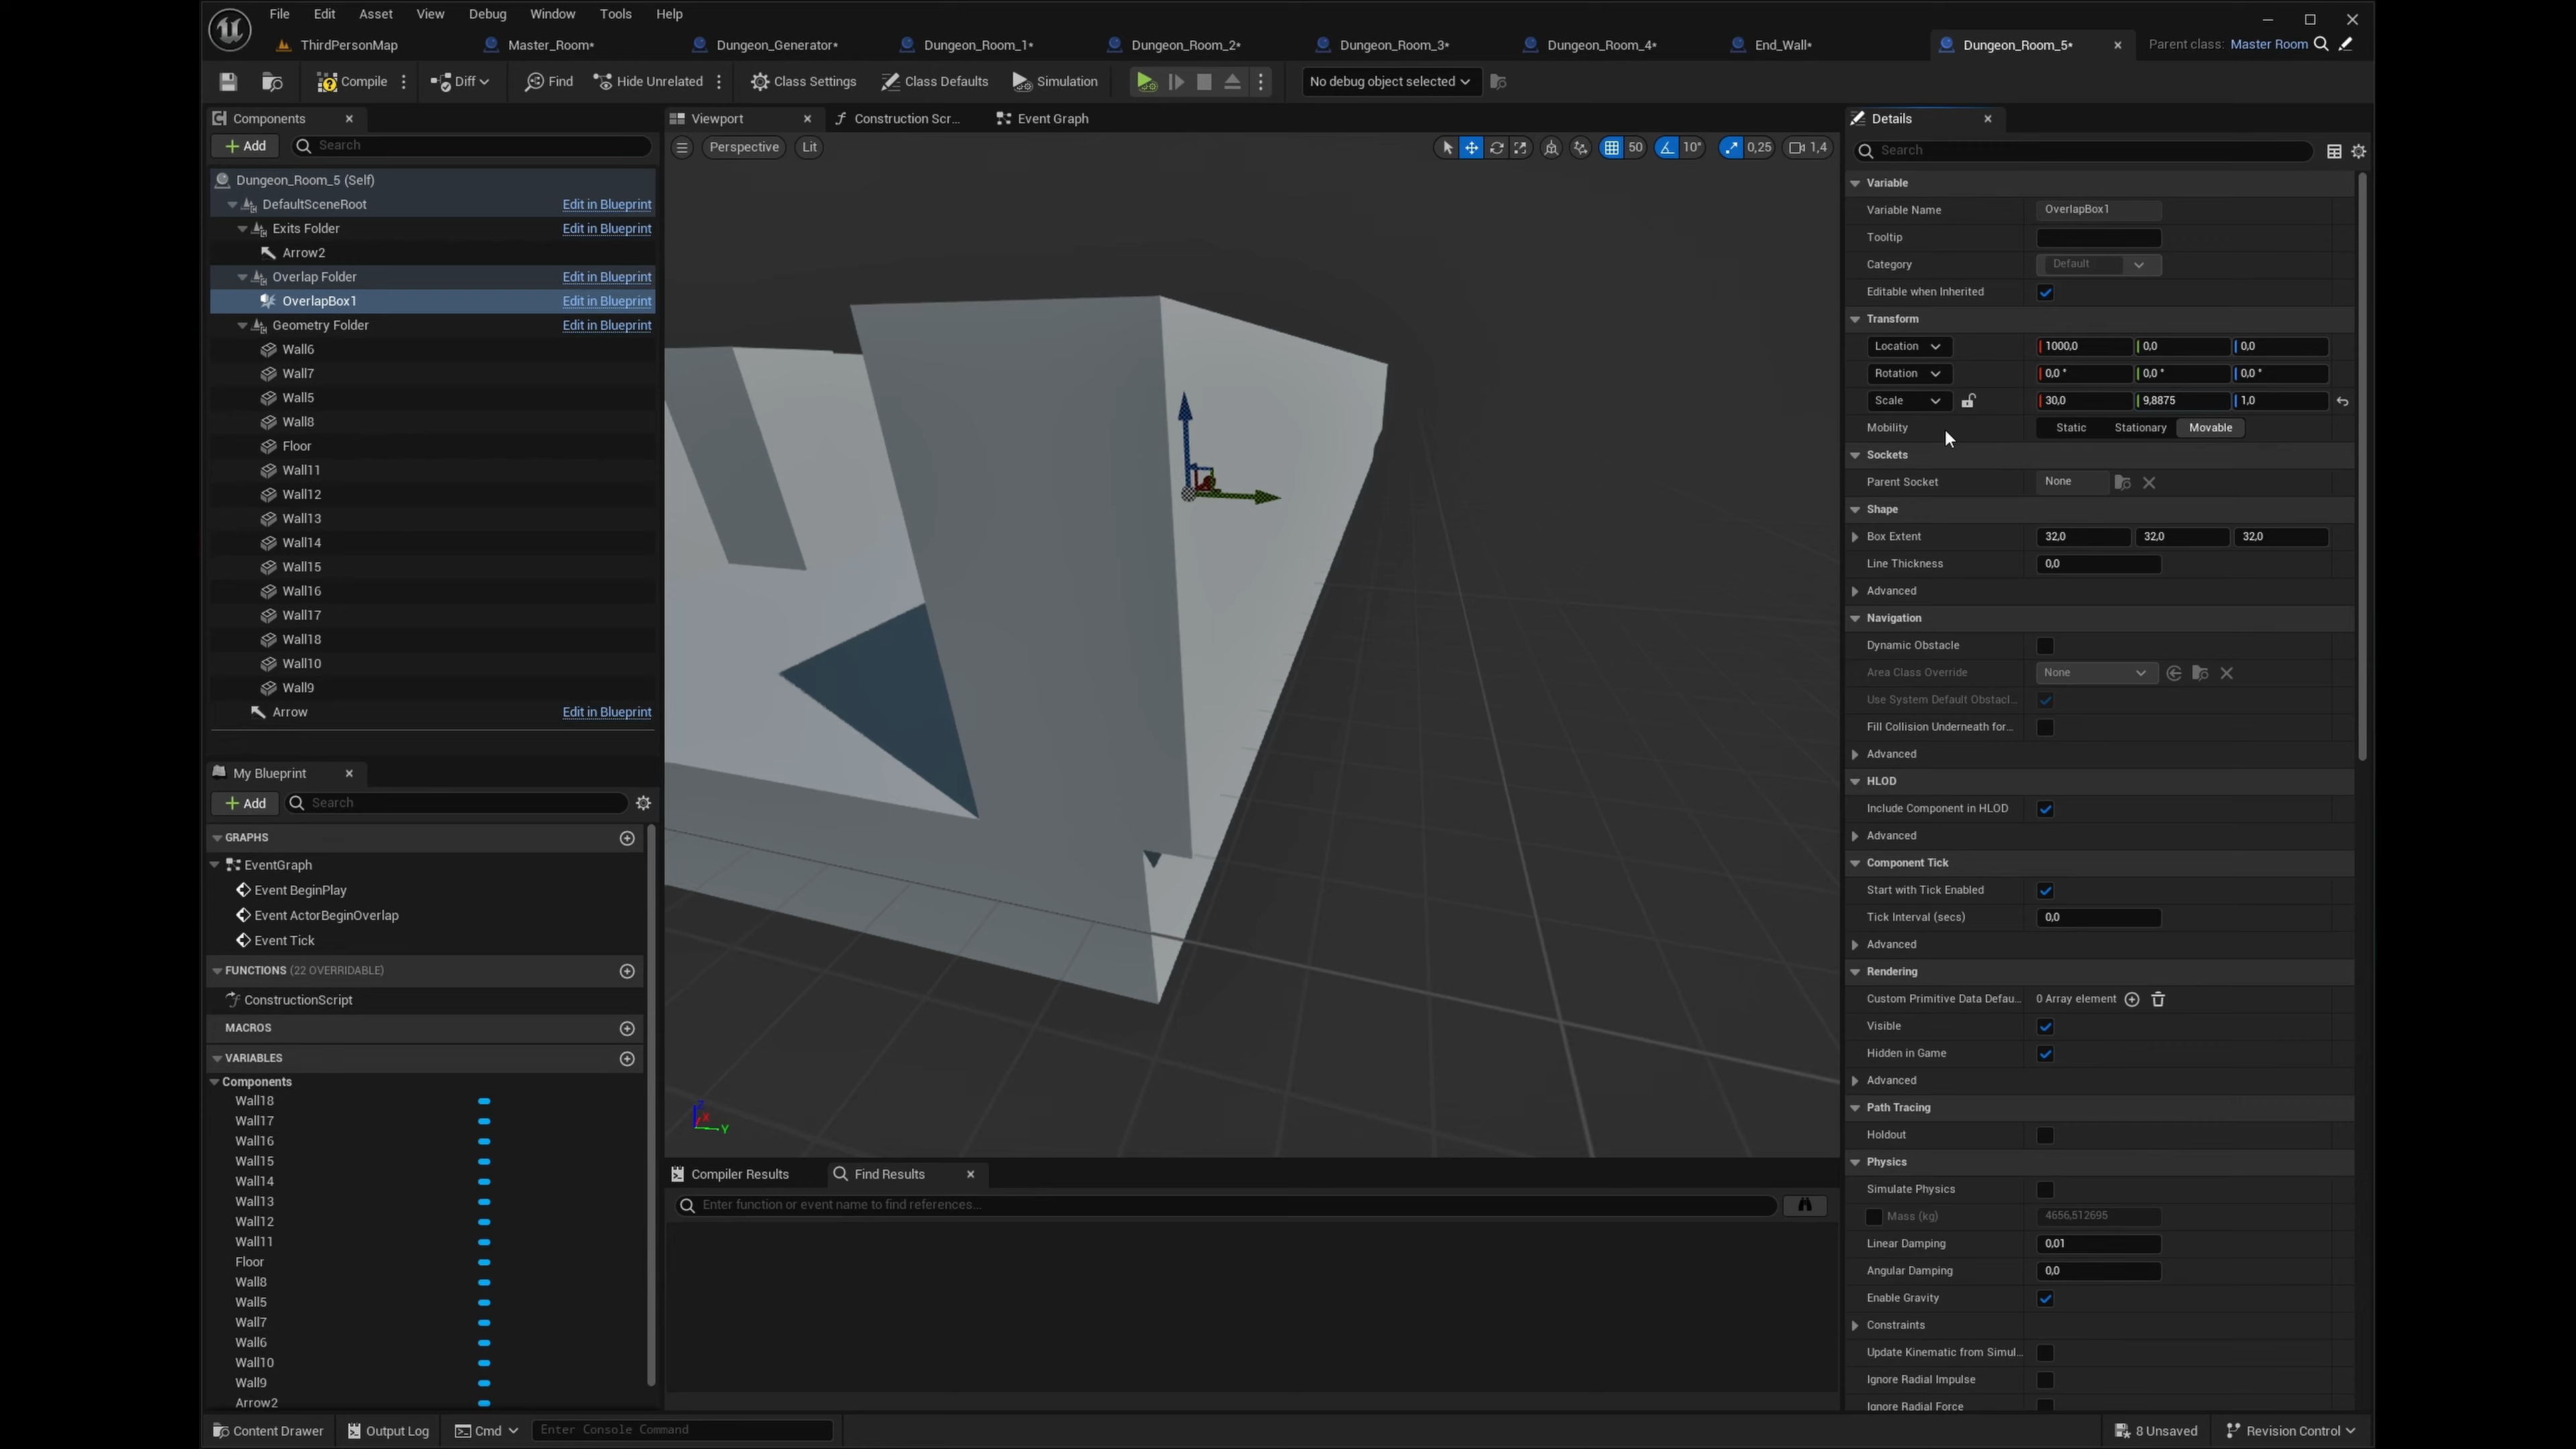 File Edit Asset View Debug Window Tools Help
ThirdPersonMap Master_Room* Dungeon_Generator* Dungeon_Room_1* Dungeon_Room_2* Dungeon_Room_3* Dungeon_Room_4* End_Wall* Dungeon_Room_5* Parent class: Master Room
Compile Diff Find Hide Unrelated Class Settings Class Defaults Simulation No debug object selected
Components
Add Search
Dungeon_Room_5 (Self)
DefaultSceneRoot Edit in Blueprint
Exits Folder Edit in Blueprint
Arrow2
Overlap Folder Edit in Blueprint
OverlapBox1 Edit in Blueprint
Geometry Folder Edit in Blueprint
Wall6
Wall7
Wall5
Wall8
Floor
Wall11
Wall12
Wall13
Wall14
Wall15
Wall16
Wall17
Wall18
Wall10
Wall9
Arrow Edit in Blueprint
My Blueprint
Add Search
GRAPHS
EventGraph
Event BeginPlay
Event ActorBeginOverlap
Event Tick
FUNCTIONS (22 OVERRIDABLE)
ConstructionScript
MACROS
VARIABLES
Components
Wall18
Wall17
Wall16
Wall15
Wall14
Wall13
Wall12
Wall11
Floor
Wall8
Wall5
Wall7
Wall6
Wall10
Wall9
Arrow2
Viewport Construction Scr... Event Graph
Perspective Lit 50 10° 0,25 1,4
Z X Y
Compiler Results Find Results
Enter function or event name to find references...
Details
Search
Variable
Variable Name OverlapBox1
Tooltip
Category Default
Editable when Inherited
Transform
Location 1000,0 0,0 0,0
Rotation 0,0 ° 0,0 ° 0,0 °
Scale 30,0 9,8875 1,0
Mobility Static Stationary Movable
Sockets
Parent Socket None
Shape
Box Extent 32,0 32,0 32,0
Line Thickness 0,0
Advanced
Navigation
Dynamic Obstacle
Area Class Override None
Use System Default Obstacl...
Fill Collision Underneath for...
Advanced
HLOD
Include Component in HLOD
Advanced
Component Tick
Start with Tick Enabled
Tick Interval (secs) 0,0
Advanced
Rendering
Custom Primitive Data Defau... 0 Array element
Visible
Hidden in Game
Advanced
Path Tracing
Holdout
Physics
Simulate Physics
Mass (kg) 4656,512695
Linear Damping 0,01
Angular Damping 0,0
Enable Gravity
Constraints
Update Kinematic from Simul...
Ignore Radial Impulse
Ignore Radial Force
Content Drawer Output Log Cmd Enter Console Command 8 Unsaved Revision Control